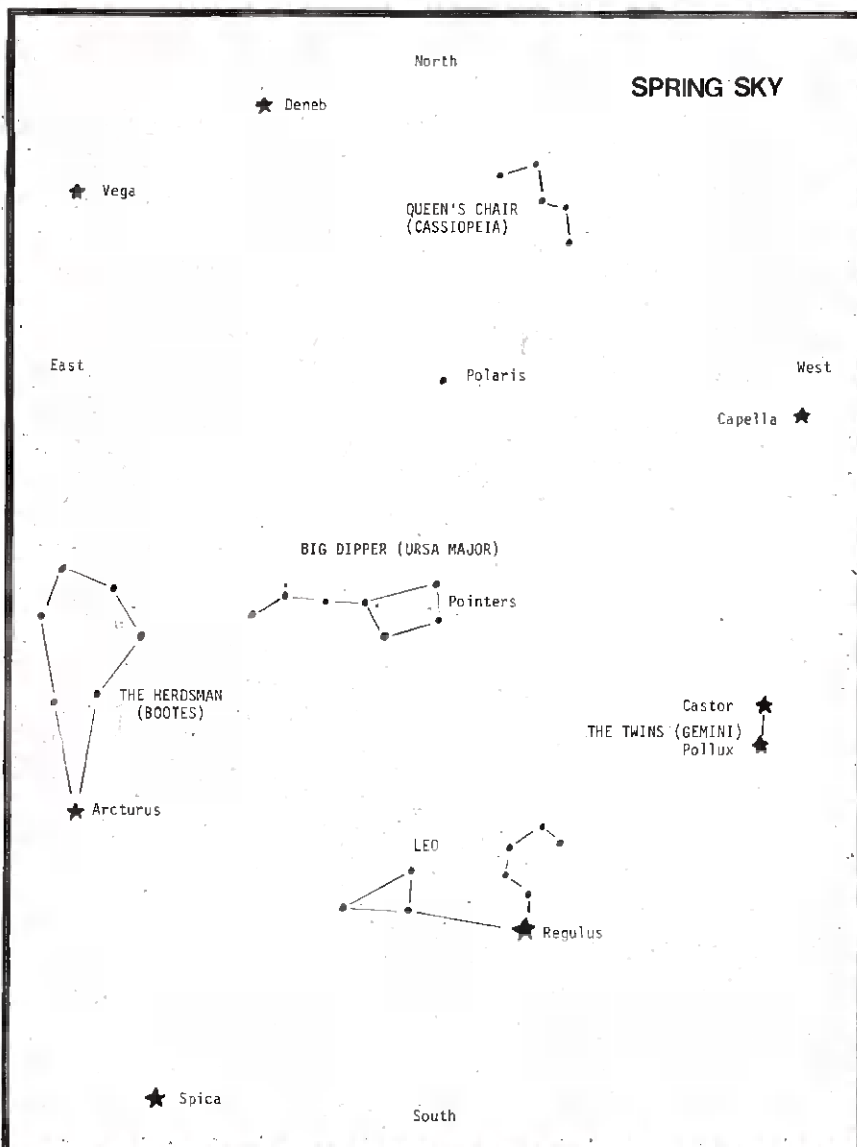 North
SPRING SKY
Deneb
Vega
QUEEN'S CHAIR
(CASSIOPEIA)
East
Polaris
West
Capella
BIG DIPPER (URSA MAJOR)
Pointers
THE HERDSMAN
(BOOTES)
Castor
THE TWINS (GEMINI)
Pollux
Arcturus
LEO
Regulus
Spica
South